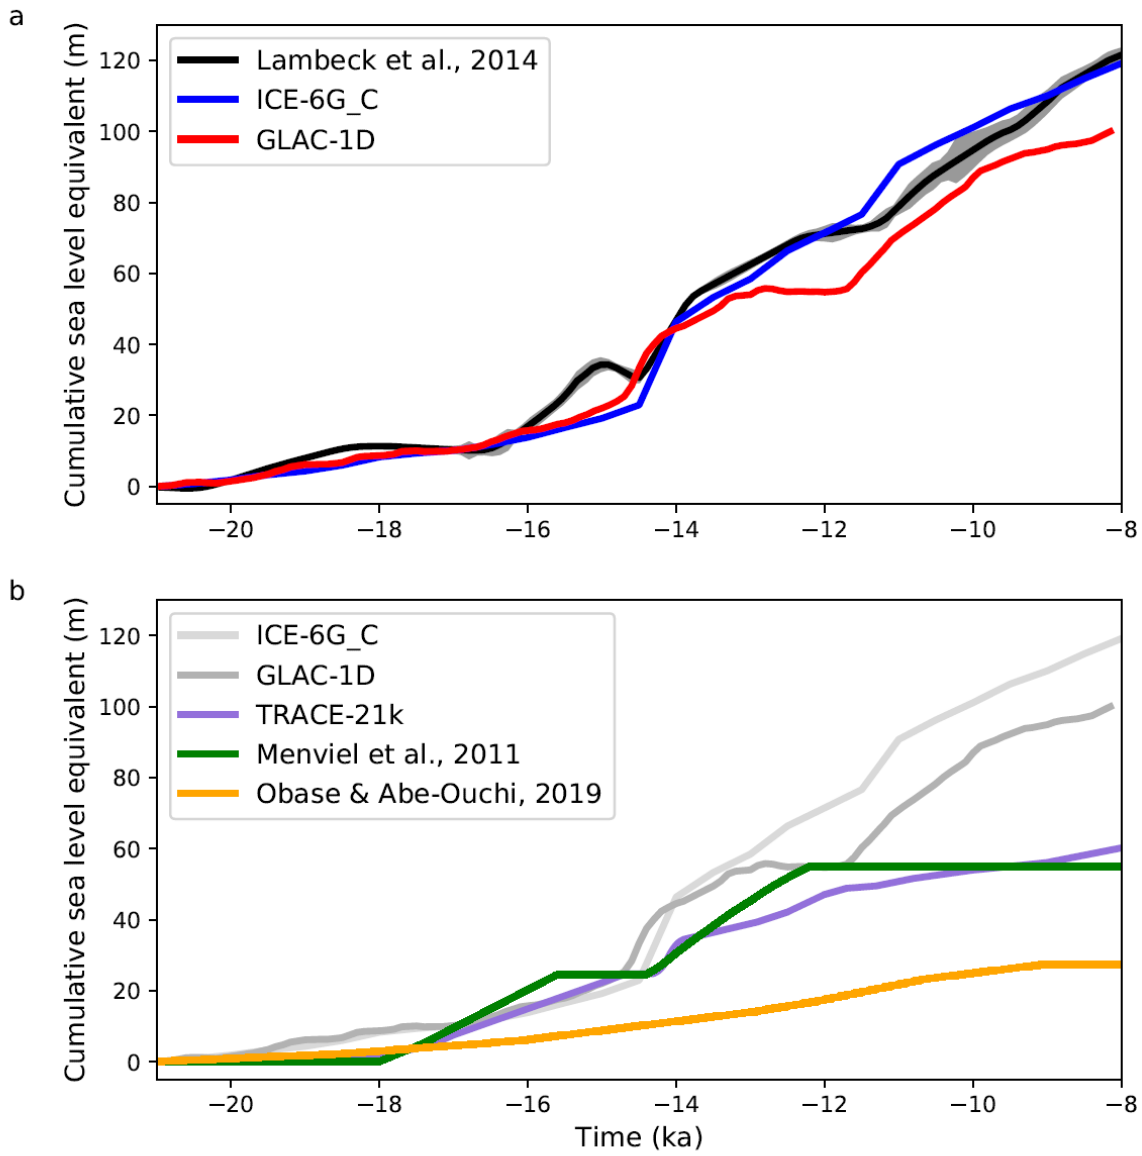 a
Cumulative sea level equivalent (m)
120
100
80
60
40
20
0
Lambeck et al., 2014
ICE-6G_C
GLAC-1D
−20
−18
−16
−14
−12
−10
−8
b
Cumulative sea level equivalent (m)
120
100
80
60
40
20
0
ICE-6G_C
GLAC-1D
TRACE-21k
Menviel et al., 2011
Obase & Abe-Ouchi, 2019
−20
−18
−16
−14
−12
−10
−8
Time (ka)